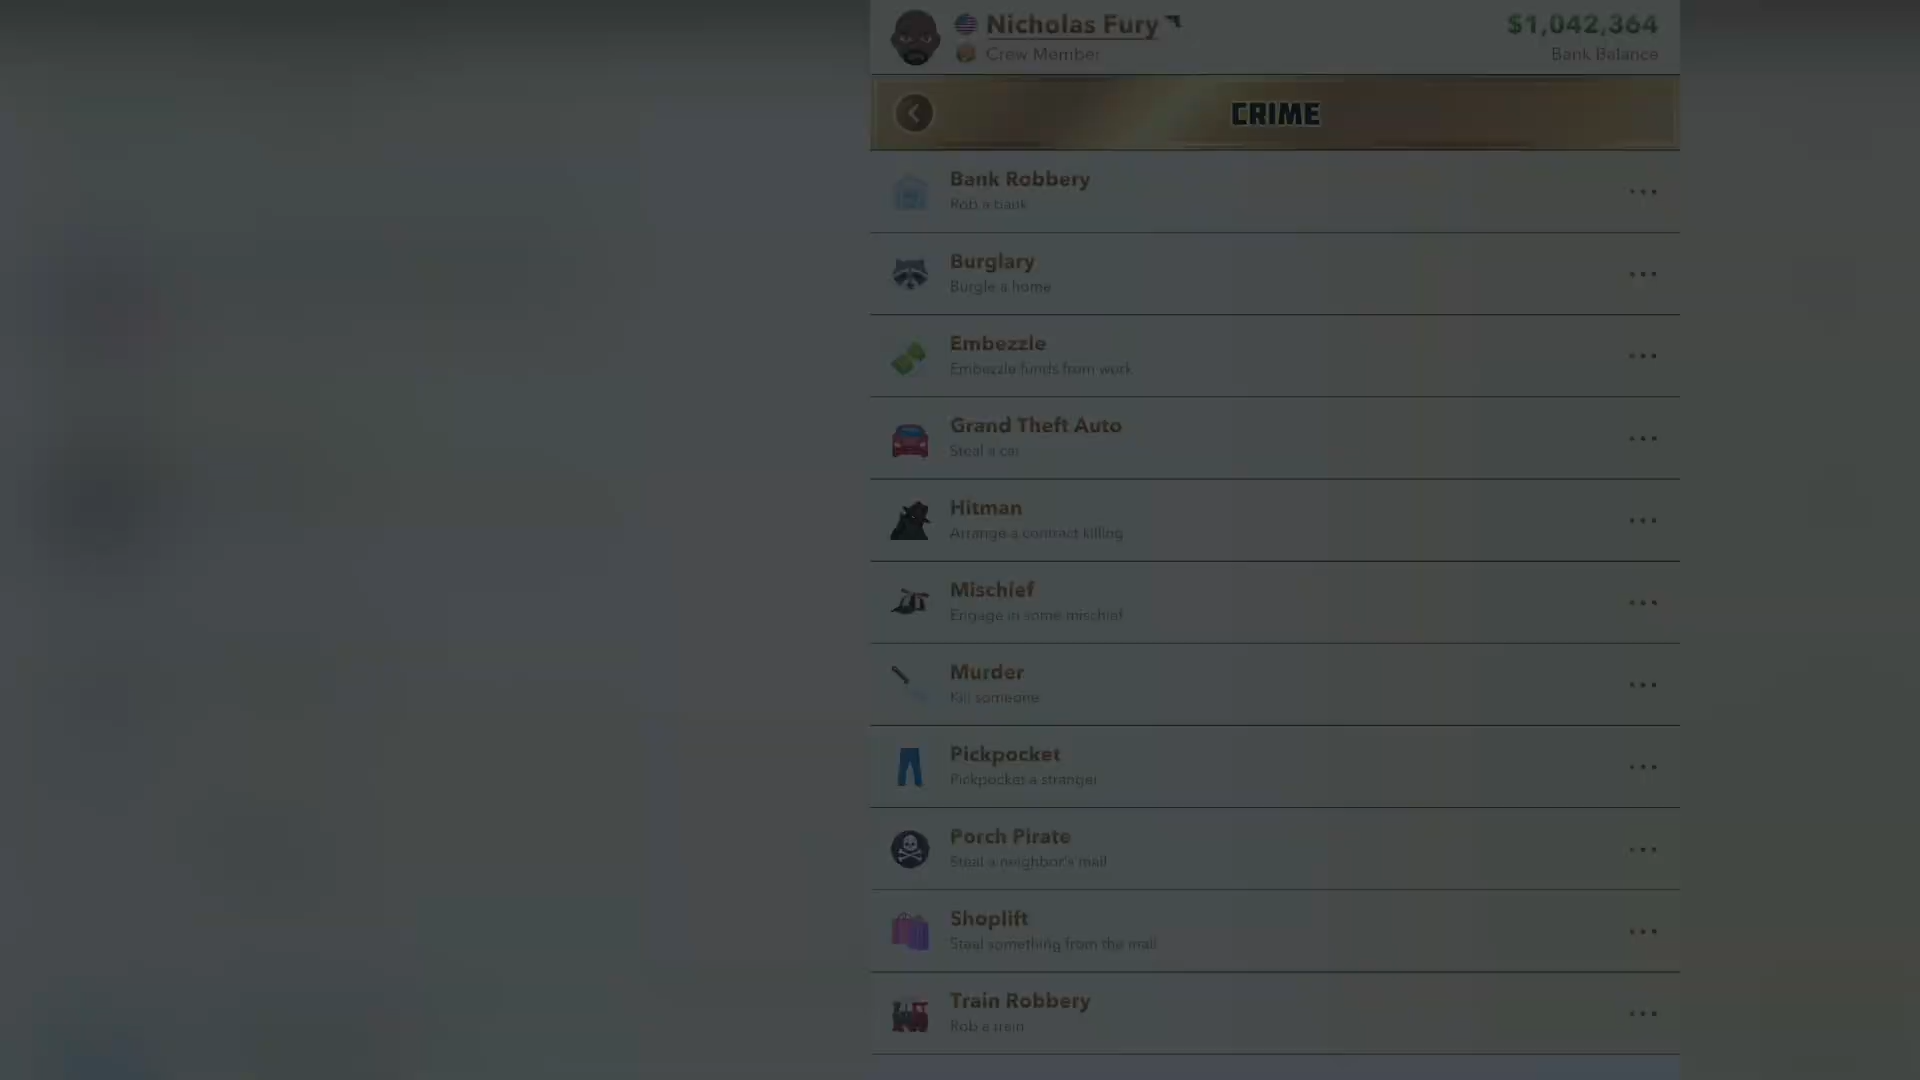 Nicholas Fury
Crew Member
$1,042,364
Bank Balance
CRIME
Bank Robbery
Rob a bank
Burglary
Burgle a home
Embezzle
Embezzle funds from work
Grand Theft Auto
Steal a car
Hitman
Arrange a contract killing
Mischief
Engage in some mischief
Murder
Kill someone
Pickpocket
Pickpocket a stranger
Porch Pirate
Steal a neighbor's mail
Shoplift
Steal something from the mall
Train Robbery
Rob a train